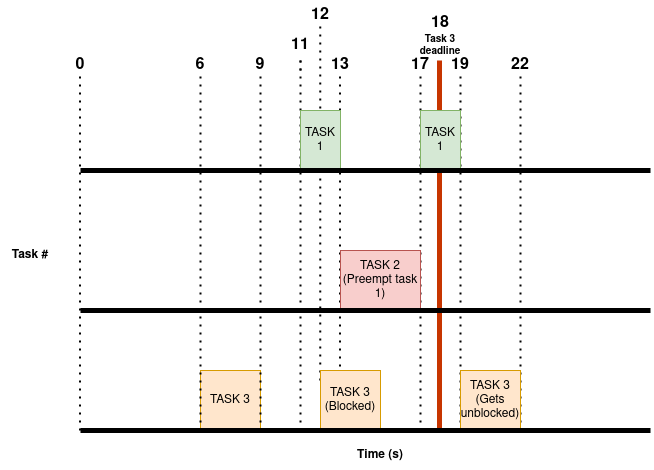 12
18
11
Task 3
deadline
0
6
9
13
17
19
22
TASK
1
TASK
1
Task #
TASK 2
(Preempt task
1)
TASK 3
TASK 3
(Blocked)
TASK 3
(Gets
unblocked)
Time (s)